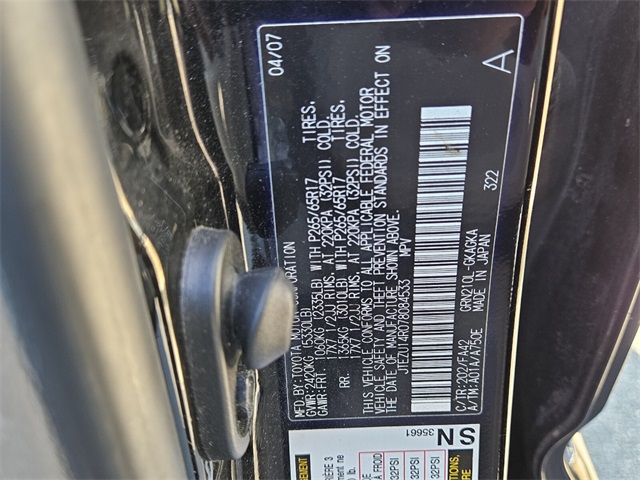 04/07
MFD.BY:TOYOTA MOTOR CORPORATION
GVWR:2420KG (5330LB)
GAWR:FRT. 1060KG (2335LB) WITH P265/65R17 TIRES,
17X7 1/2JJ RIMS, AT 220KPA (32PSI) COLD.
RR. 1365KG (3010LB) WITH P265/65R17 TIRES,
17X7 1/2JJ RIMS, AT 220KPA (32PSI) COLD.
THIS VEHICLE CONFORMS TO ALL APPLICABLE FEDERAL MOTOR
VEHICLE SAFETY AND THEFT PREVENTION STANDARDS IN EFFECT ON
THE DATE OF MANUFACTURE SHOWN ABOVE.
JTEZU14R078084533 MPV
C/TR:202/FA42 GRN210L-GKAGKA 322
A/TM:A01A/A750E MADE IN JAPAN
A
SN
35661
32PSI
32PSI
32PSI
À FROID